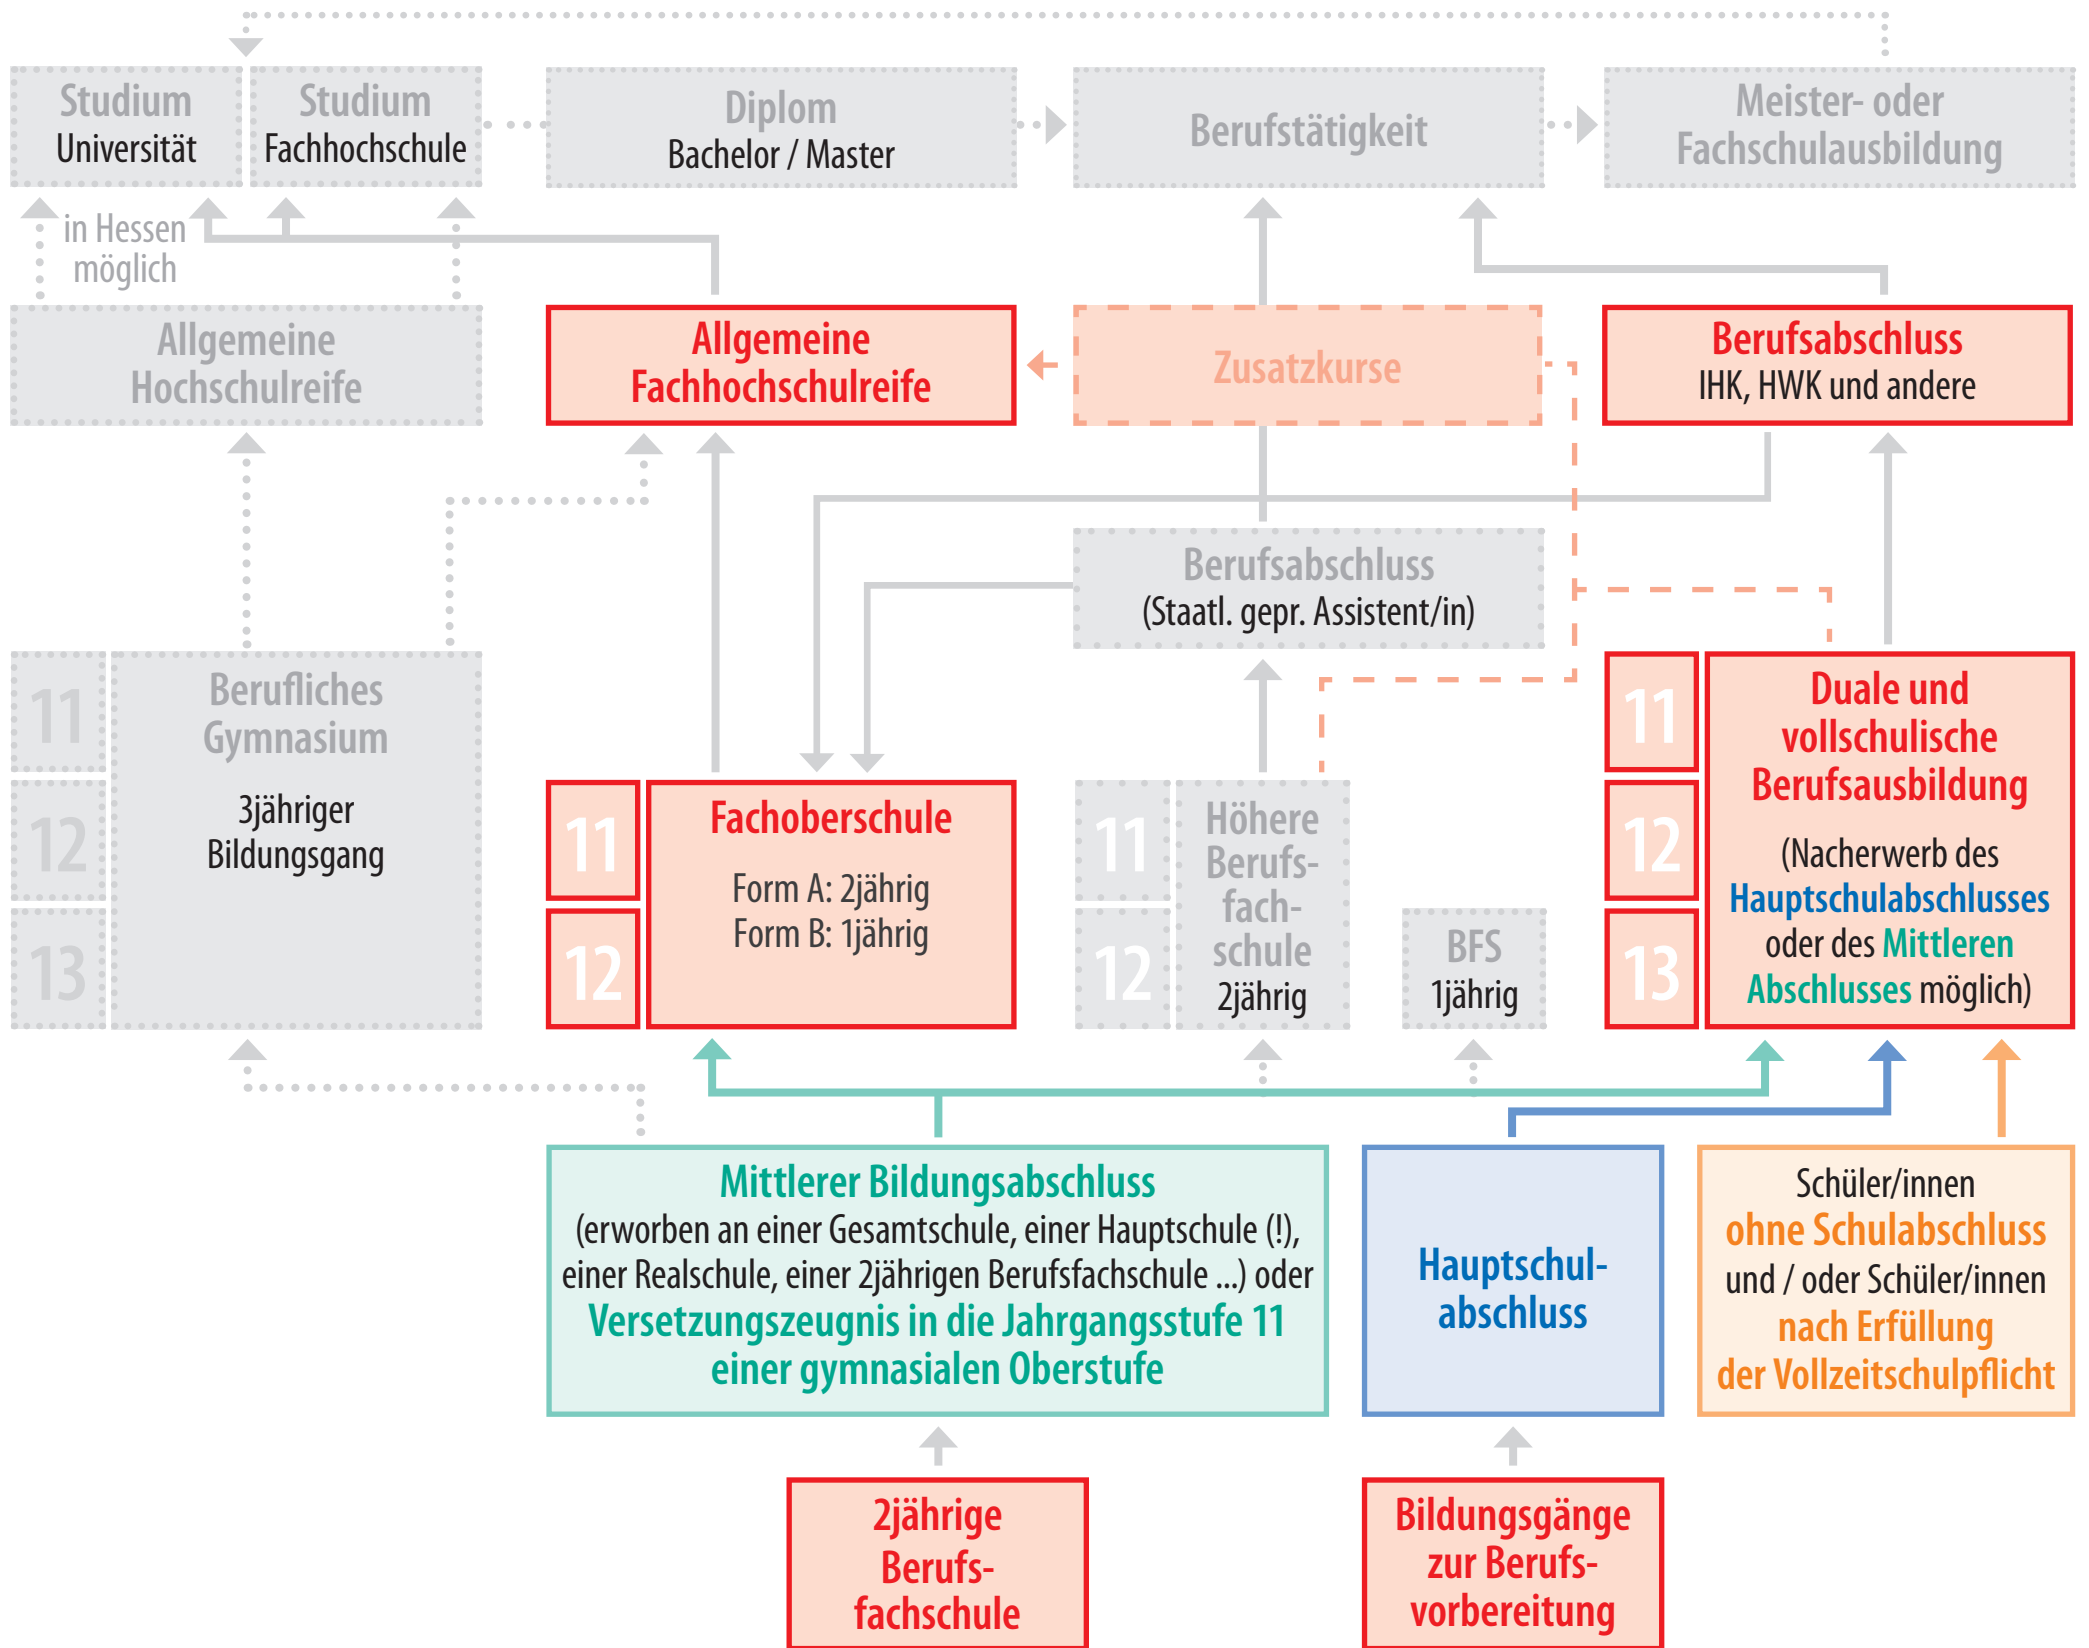 Studium
Universität
Studium
Fachhochschule
Diplom
Bachelor / Master
Berufstätigkeit
Meister- oder
Fachschulausbildung
in Hessen
möglich
Allgemeine
Hochschulreife
Allgemeine
Fachhochschulreife
Zusatzkurse
Berufsabschluss
IHK, HWK und andere
Berufsabschluss
(Staatl. gepr. Assistent/in)
11
12
13
Berufliches
Gymnasium
3jähriger
Bildungsgang
11
12
Fachoberschule
Form A: 2jährig
Form B: 1jährig
11
12
Höhere
Berufs-
fach-
schule
2jährig
BFS
1jährig
11
12
13
Duale und
vollschulische
Berufsausbildung
(Nacherwerb des
Hauptschulabschlusses
oder des Mittleren
Abschlusses möglich)
Mittlerer Bildungsabschluss
(erworben an einer Gesamtschule, einer Hauptschule (!),
einer Realschule, einer 2jährigen Berufsfachschule ...) oder
Versetzungszeugnis in die Jahrgangsstufe 11
einer gymnasialen Oberstufe
Hauptschul-
abschluss
Schüler/innen
ohne Schulabschluss
und / oder Schüler/innen
nach Erfüllung
der Vollzeitschulpflicht
2jährige
Berufs-
fachschule
Bildungsgänge
zur Berufs-
vorbereitung